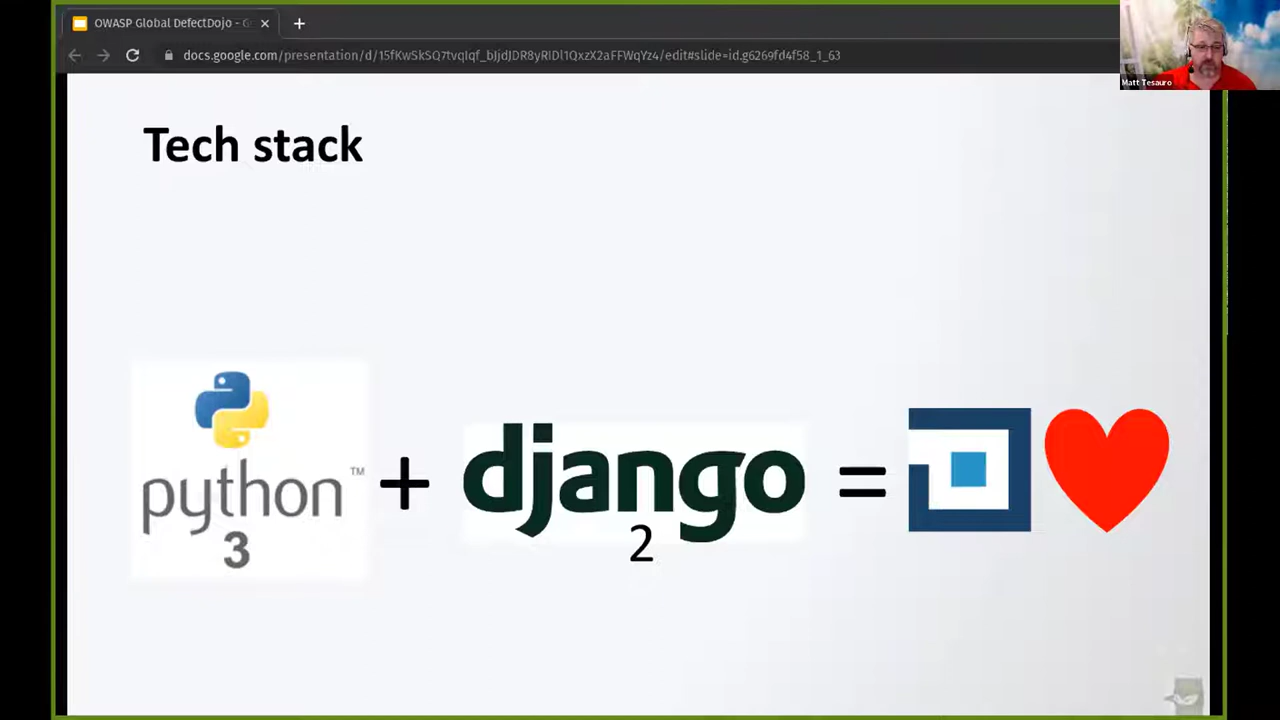 OWASP Global DefectDojo - G
docs.google.com/presentation/d/15fKwSkSQ7tvqIqf_bJjdDR8yRIDl1QxzX2aFFWqYz4/edit#slide=id.g6269fd4f58_1_63
Matt Tesauro
Tech stack
python™ + django =
3
2